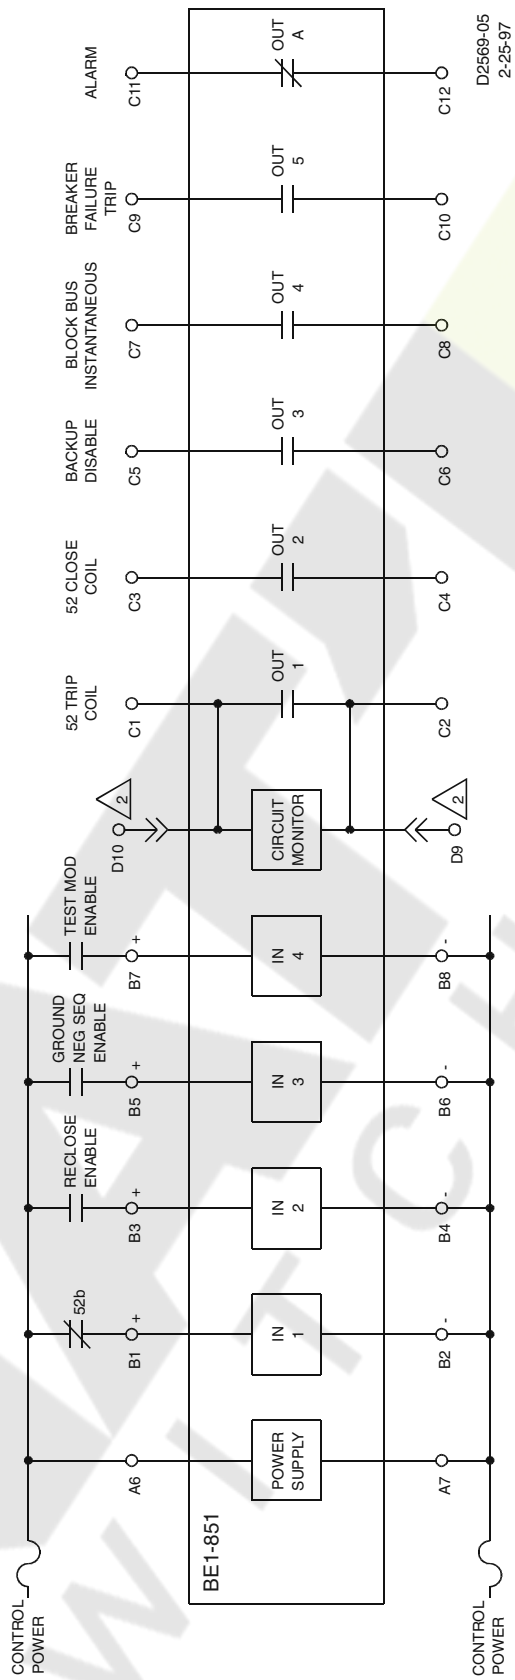 CONTROL
POWER
52b
RECLOSE
ENABLE
GROUND
NEG SEQ
ENABLE
TEST MOD
ENABLE
52 TRIP
COIL
52 CLOSE
COIL
BACKUP
DISABLE
BLOCK BUS
INSTANTANEOUS
BREAKER
FAILURE
TRIP
ALARM
A6
B1 +
B3 +
B5 +
B7 +
D10
2
C1
C3
C5
C7
C9
C11
BE1-851
POWER
SUPPLY
IN
1
IN
2
IN
3
IN
4
CIRCUIT
MONITOR
OUT
1
OUT
2
OUT
3
OUT
4
OUT
5
OUT
A
A7
B2 -
B4 -
B6 -
B8 -
D9
2
C2
C4
C6
C8
C10
C12
CONTROL
POWER
D2569-05
2-25-97